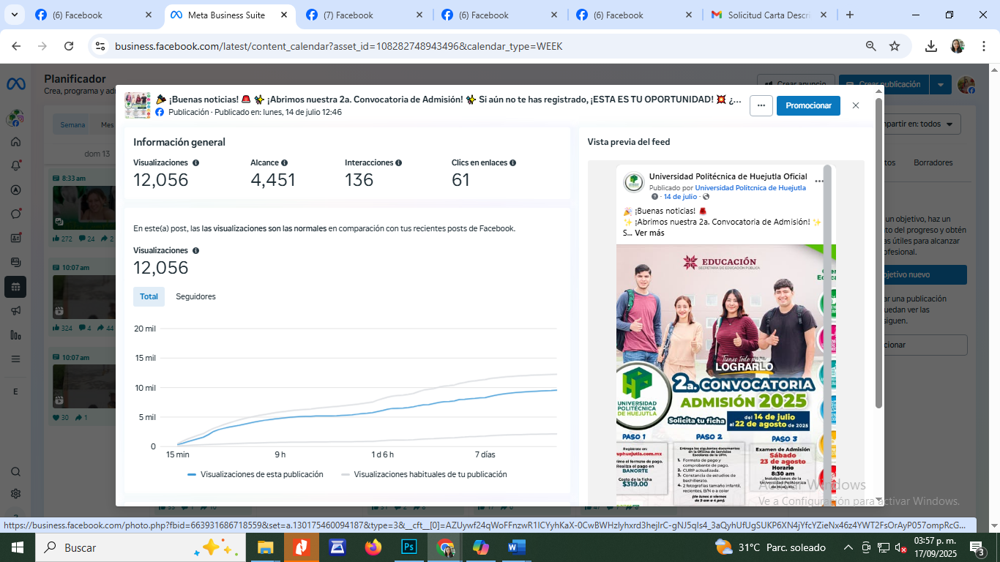 (6) Facebook
Meta Business Suite
(7) Facebook
(6) Facebook
(6) Facebook
Solicitud Carta Descri
business.facebook.com/latest/content_calendar?asset_id=108282748943496&calendar_type=WEEK
Planificador
Crea, programa y ad
Crear anuncio
Crear publicación
Semana
Mes
mpartir en: todos
dom 13
Borradores
8:33 am
272 24 2
10:07 am
324 4 44
10:07 am
30 1
E
¡Buenas noticias! ¡Abrimos nuestra 2a. Convocatoria de Admisión! Si aún no te has registrado, ¡ESTA ES TU OPORTUNIDAD! ¿...
Publicación · Publicado en: lunes, 14 de julio 12:46
Promocionar
Información general
Visualizaciones
Alcance
Interacciones
Clics en enlaces
12,056
4,451
136
61
En este(a) post, las las visualizaciones son las normales en comparación con tus recientes posts de Facebook.
Visualizaciones
12,056
Total
Seguidores
20 mil
15 mil
10 mil
5 mil
0
15 min
9 h
1 d 6 h
7 días
Visualizaciones de esta publicación
Visualizaciones habituales de tu publicación
Vista previa del feed
Universidad Politécnica de Huejutla Oficial
Publicado por Universidad Politcnica de Huejutla
· 14 de julio ·
¡Buenas noticias!
¡Abrimos nuestra 2a. Convocatoria de Admisión!
S... Ver más
EDUCACIÓN
SECRETARÍA DE EDUCACIÓN PÚBLICA
Tienes todo para
LOGRARLO
2a. CONVOCATORIA
ADMISIÓN 2025
UNIVERSIDAD
POLITÉCNICA
DE HUEJUTLA
Solicita tu ficha
del 14 de julio
al 22 de agosto de 2025
PASO 1
Regístrate en:
uphuejutla.com.mx
rime el formato de pago.
Realiza el pago en
BANORTE
Costo de la ficha
$319.00
PASO 2
Entrega los siguientes documentos
en la Oficina de Servicios
Escolares de la UPH.
1. Formato de pago y
comprobante de pago.
2. CURP actualizada.
3. Constancia de estudios de
bachillerato.
4. 2 fotografías tamaño infantil,
recientes, B/N o a color
(de lunes a viernes
de 9 am a 4 pm).
PASO 3
Examen de Admisión
Sábado
23 de agosto
Horario
8:30 am
Instalaciones de la
Universidad Politécnica
de Huejutla.
un objetivo, haz un
to del progreso y obtén
as útiles para alcanzar
ofesional.
bjetivo nuevo
ar una publicación
uedan ver las
siguen.
cionar
Activar Windows
Ve a Configuración para activar Windows.
https://business.facebook.com/photo.php?fbid=663931686718559&set=a.130175460094187&type=3&__cft__[0]=AZUywf24qWoFFnzwR1ICYyhKaX-0CwBWHzlyhxrd3hejlrC-gNJ5qIs4_3aQyhUfUgSUKP6XN4jYfcYZieNx46z4YWT2FsOrAyP057ompRcG...
Buscar
31°C Parc. soleado
03:57 p. m.
17/09/2025
3